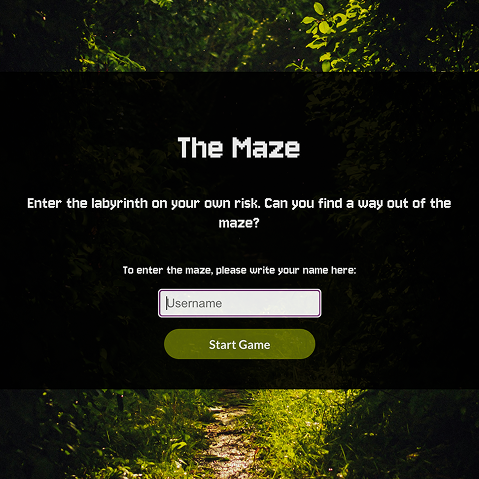 The Maze
Enter the labyrinth on your own risk. Can you find a way out of the
maze?
To enter the maze, please write your name here:
Username
Start Game